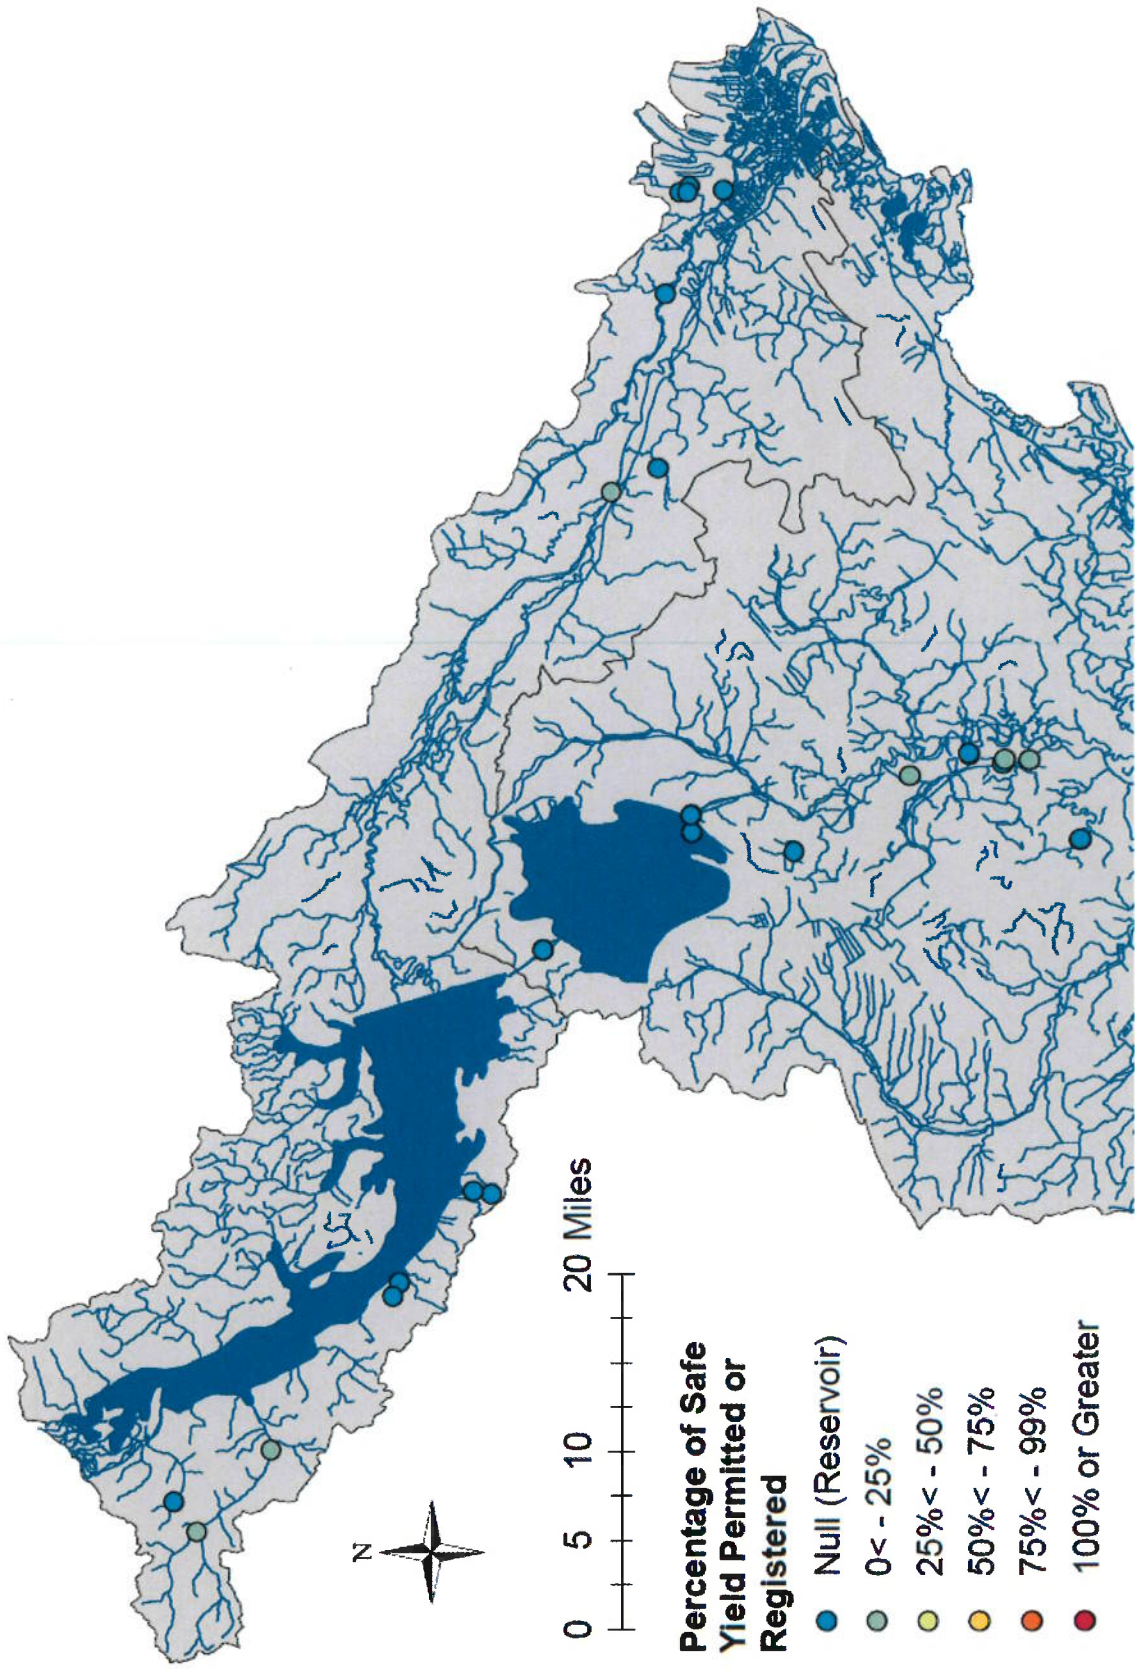 N
0 5 10 20 Miles
Percentage of Safe
Yield Permitted or
Registered
Null (Reservoir)
0< - 25%
25%< - 50%
50%< - 75%
75%< - 99%
100% or Greater